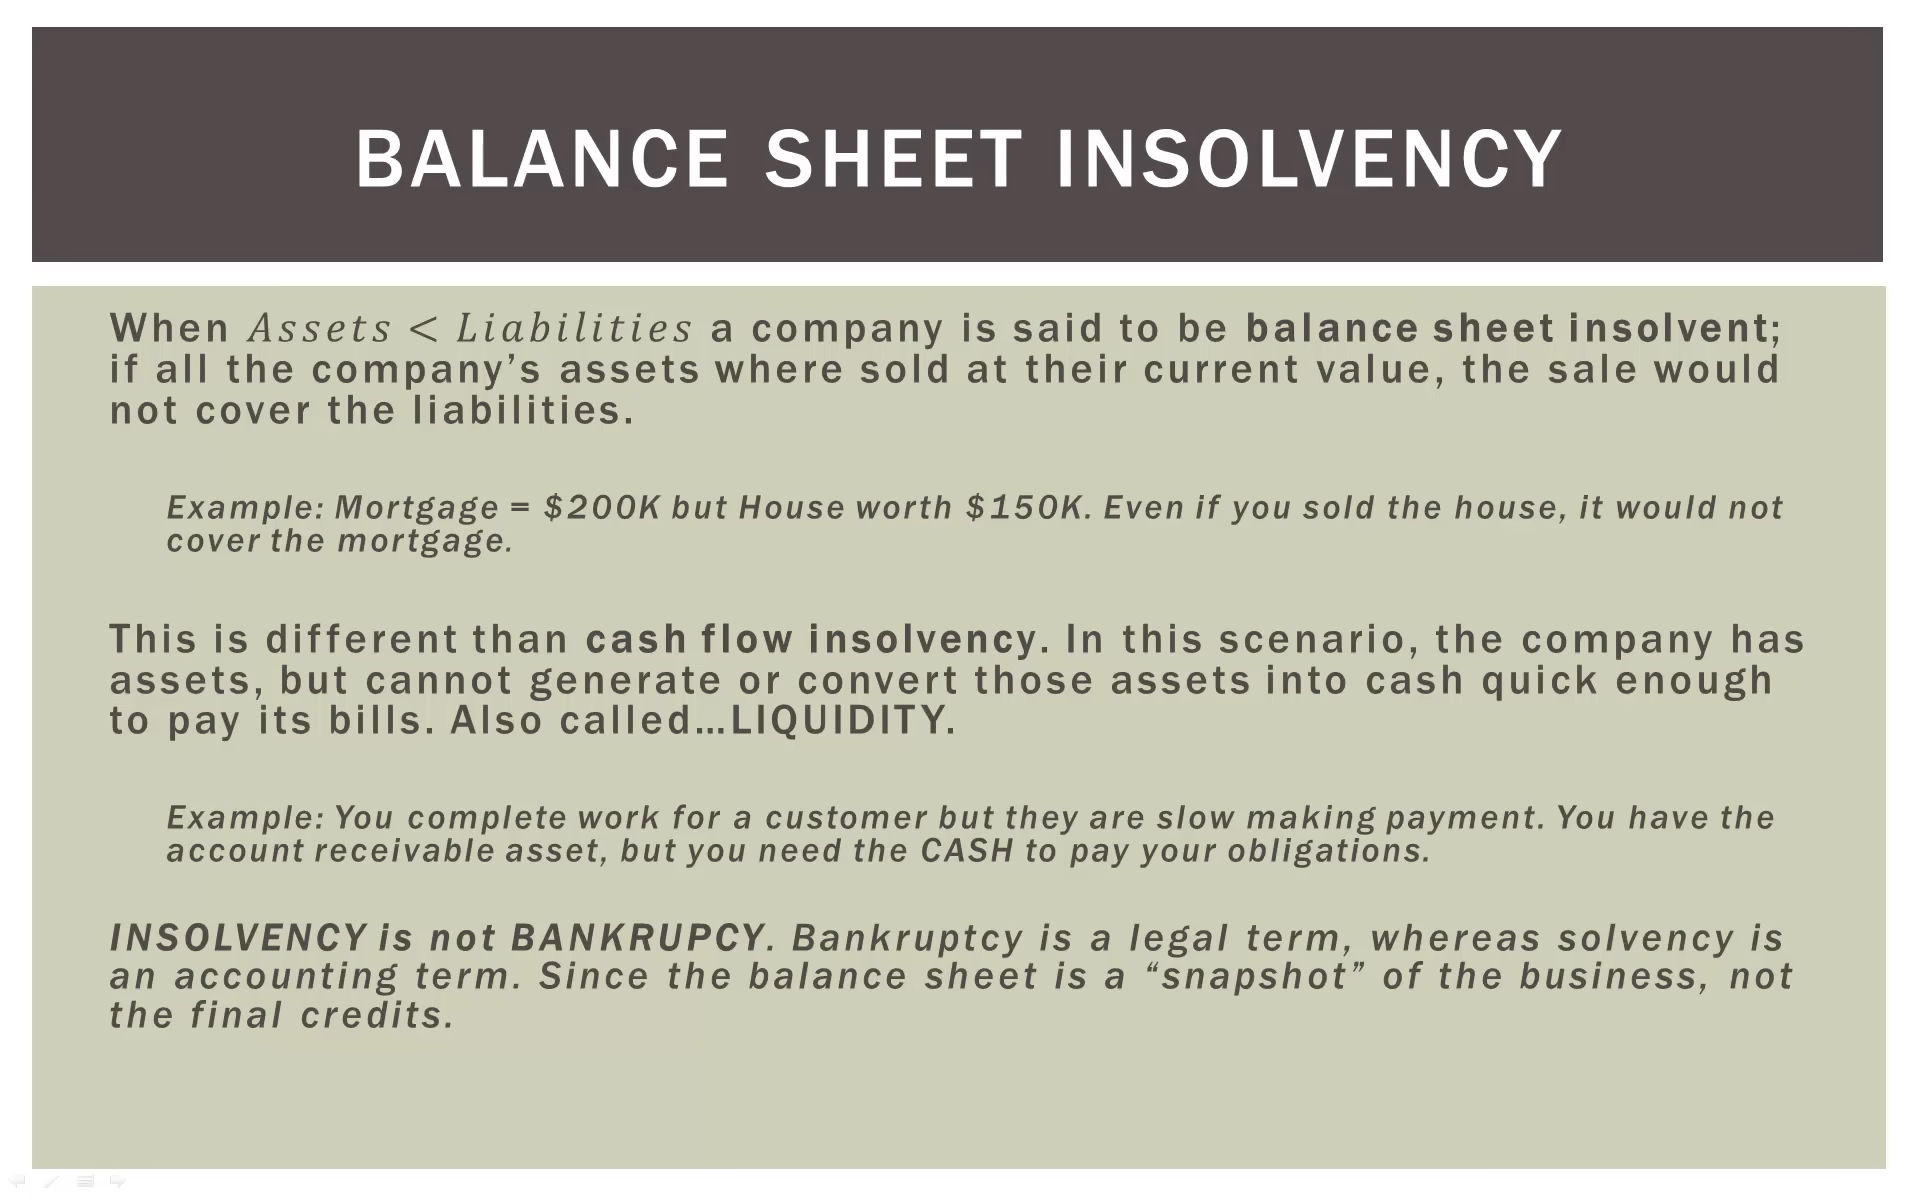 BALANCE SHEET INSOLVENCY
When Assets < Liabilities a company is said to be balance sheet insolvent;
if all the company’s assets where sold at their current value, the sale would
not cover the liabilities.
Example: Mortgage = $200K but House worth $150K. Even if you sold the house, it would not
cover the mortgage.
This is different than cash flow insolvency. In this scenario, the company has
assets, but cannot generate or convert those assets into cash quick enough
to pay its bills. Also called…LIQUIDITY.
Example: You complete work for a customer but they are slow making payment. You have the
account receivable asset, but you need the CASH to pay your obligations.
INSOLVENCY is not BANKRUPCY. Bankruptcy is a legal term, whereas solvency is
an accounting term. Since the balance sheet is a “snapshot” of the business, not
the final credits.